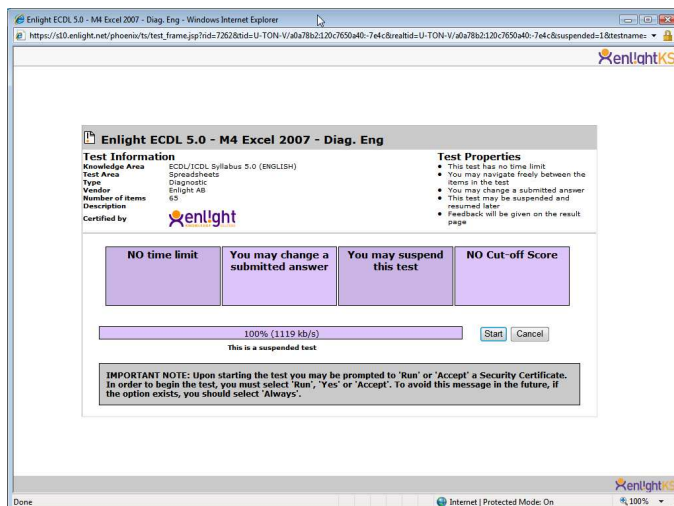 Enlight ECDL 5.0 - M4 Excel 2007 - Diag. Eng - Windows Internet Explorer
https://s10.enlight.net/phoenix/ts/test_frame.jsp?rid=7262&tid=U-TON-V/a0a78b2:120c7650a40:-7e4c&realtid=U-TON-V/a0a78b2:120c7650a40:-7e4c&suspended=1&testname=
enlightKS
Enlight ECDL 5.0 - M4 Excel 2007 - Diag. Eng
Test Information
Knowledge Area ECDL/ICDL Syllabus 5.0 (ENGLISH)
Test Area Spreadsheets
Type Diagnostic
Vendor Enlight AB
Number of items 65
Description
Certified by enlight
Test Properties
• This test has no time limit
• You may navigate freely between the
items in the test
• You may change a submitted answer
• This test may be suspended and
resumed later
• Feedback will be given on the result
page
NO time limit
You may change a
submitted answer
You may suspend
this test
NO Cut-off Score
100% (1119 kb/s)
Start Cancel
This is a suspended test
IMPORTANT NOTE: Upon starting the test you may be prompted to 'Run' or 'Accept' a Security Certificate.
In order to begin the test, you must select 'Run', 'Yes' or 'Accept'. To avoid this message in the future, if
the option exists, you should select 'Always'.
enlightKS
Done Internet | Protected Mode: On 100%